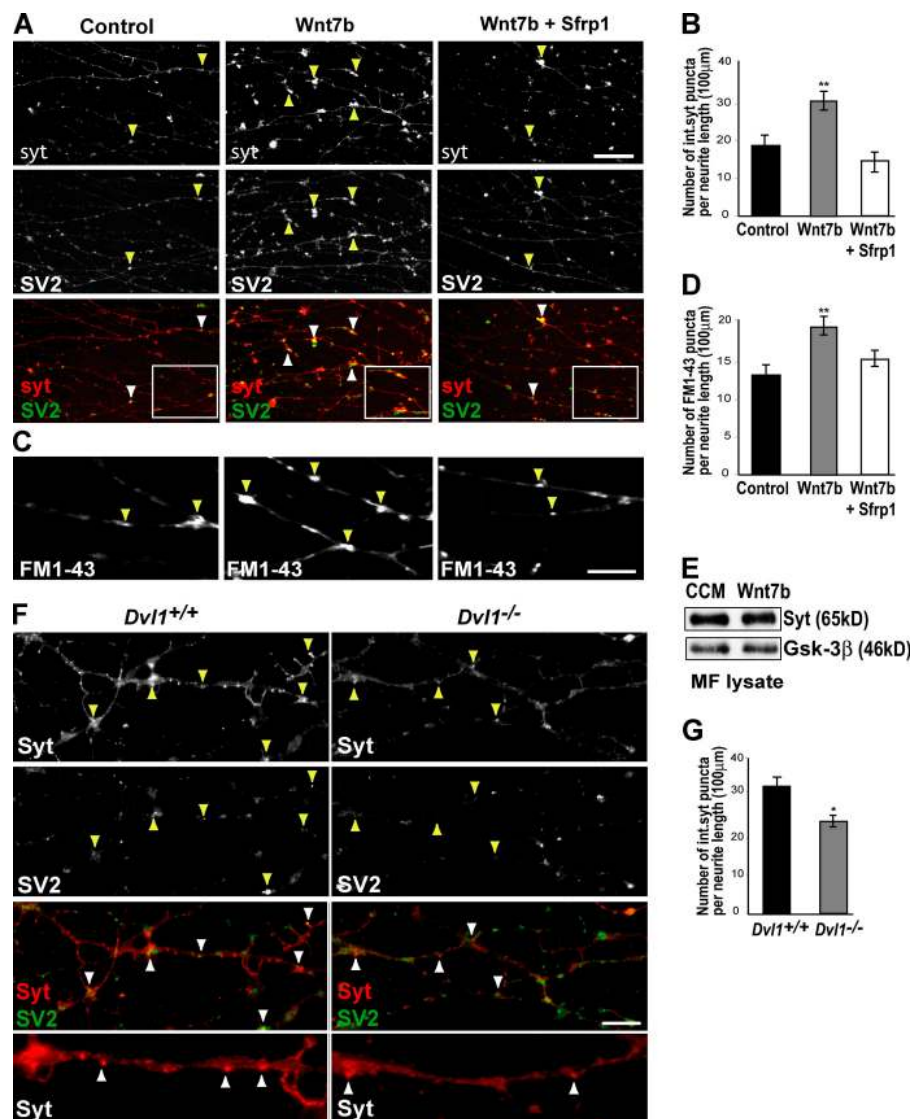 A
Control
Wnt7b
Wnt7b + Sfrp1
syt
syt
syt
SV2
SV2
SV2
syt
SV2
syt
SV2
syt
SV2
B
Number of int.syt puncta
per neurite length (100µm)
40
30
20
10
0
**
Control
Wnt7b
Wnt7b
+ Sfrp1
C
FM1-43
FM1-43
FM1-43
D
Number of FM1-43 puncta
per neurite length (100µm)
20
15
10
5
0
**
Control
Wnt7b
Wnt7b
+ Sfrp1
E
CCM
Wnt7b
Syt (65kD)
Gsk-3β (46kD)
MF lysate
F
Dvl1+/+
Dvl1-/-
Syt
Syt
SV2
SV2
Syt
SV2
Syt
SV2
Syt
Syt
G
Number of int.syt puncta
per neurite length (100µm)
40
30
20
10
0
*
Dvl1+/+
Dvl1-/-